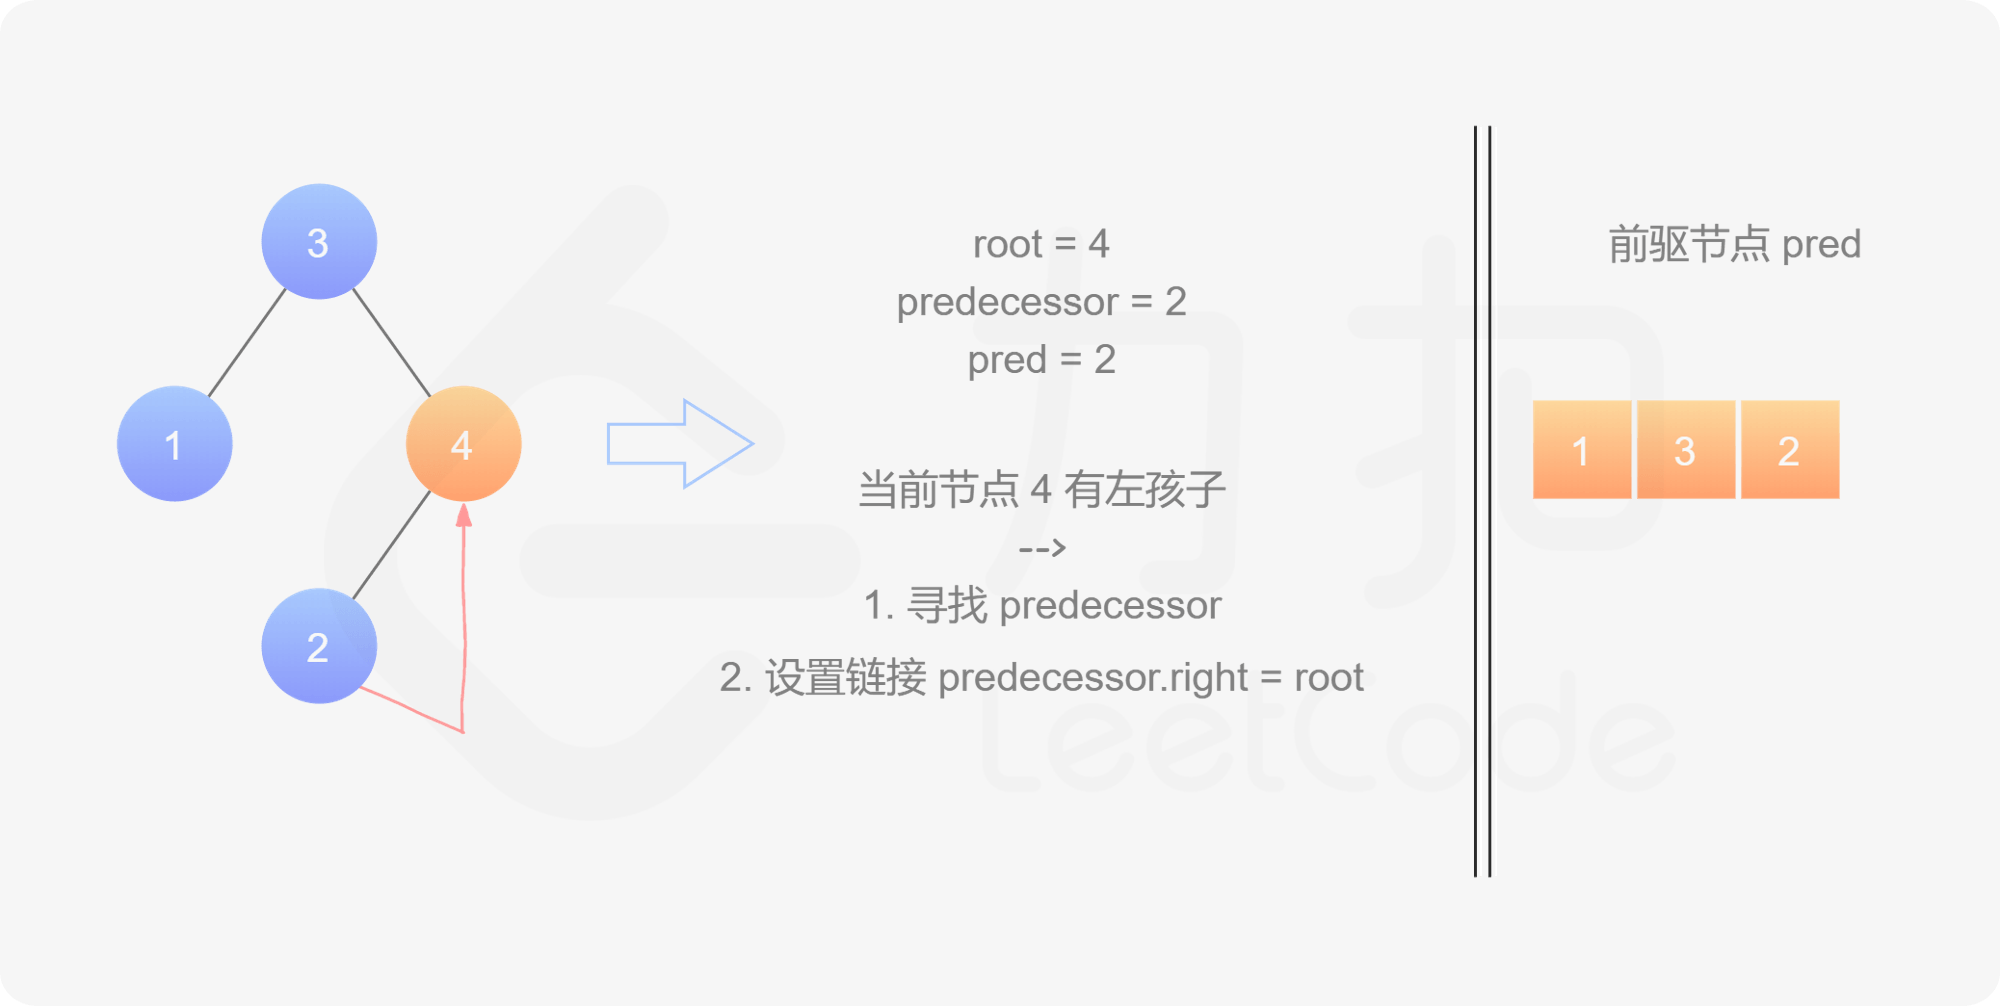 3
1
4
2
root = 4
predecessor = 2
pred = 2
当前节点 4 有左孩子
-->
1. 寻找 predecessor
2. 设置链接 predecessor.right = root
前驱节点 pred
1 3 2
力扣
LeetCode